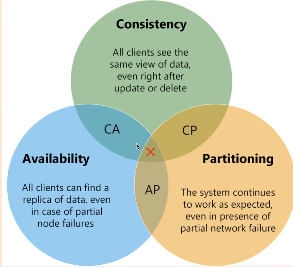 Consistency
All clients see the
same view of data,
even right after
update or delete
CA
CP
Availability
All clients can find a
replica of data, even
in case of partial
node failures
AP
Partitioning
The system continues
to work as expected,
even in presence of
partial network failure